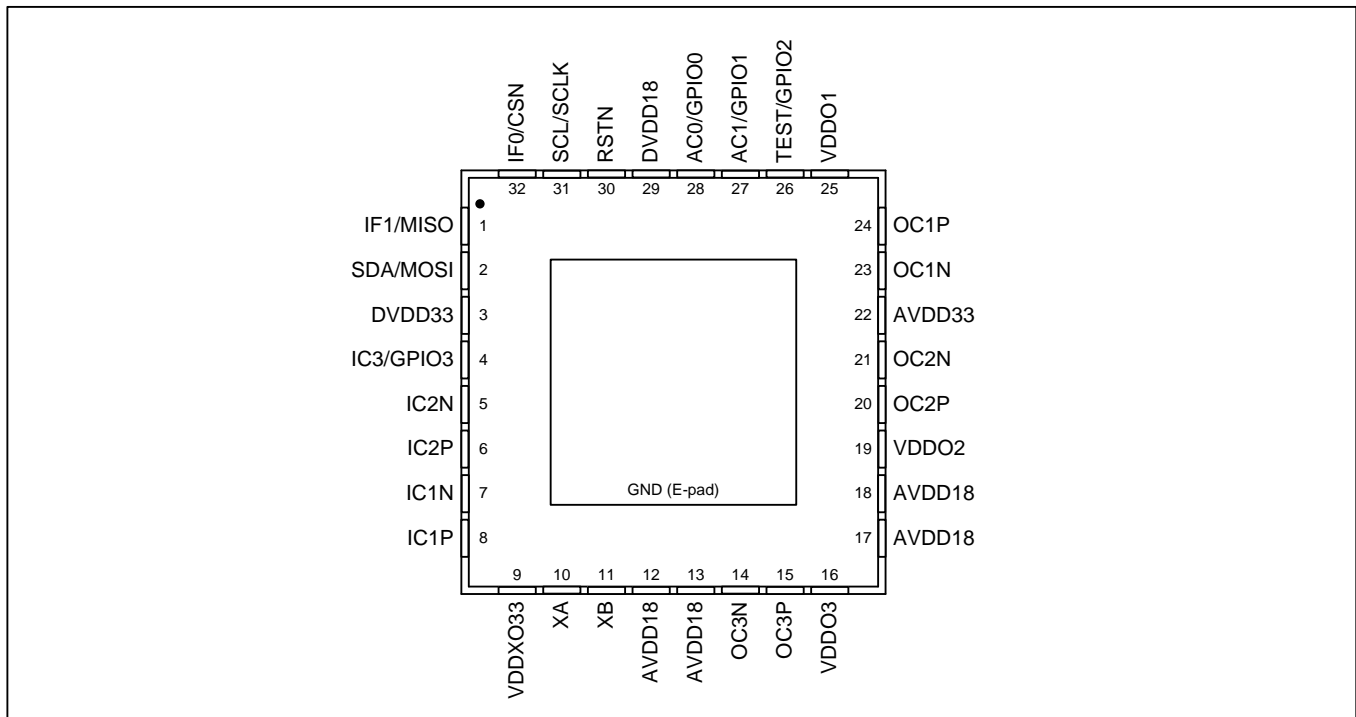 IF0/CSN
SCL/SCLK
RSTN
DVDD18
AC0/GPIO0
AC1/GPIO1
TEST/GPIO2
VDDO1
32 31 30 29 28 27 26 25
IF1/MISO 1
SDA/MOSI 2
DVDD33 3
IC3/GPIO3 4
IC2N 5
IC2P 6
IC1N 7
IC1P 8
24 OC1P
23 OC1N
22 AVDD33
21 OC2N
20 OC2P
19 VDDO2
18 AVDD18
17 AVDD18
GND (E-pad)
9 10 11 12 13 14 15 16
VDDXO33
XA
XB
AVDD18
AVDD18
OC3N
OC3P
VDDO3